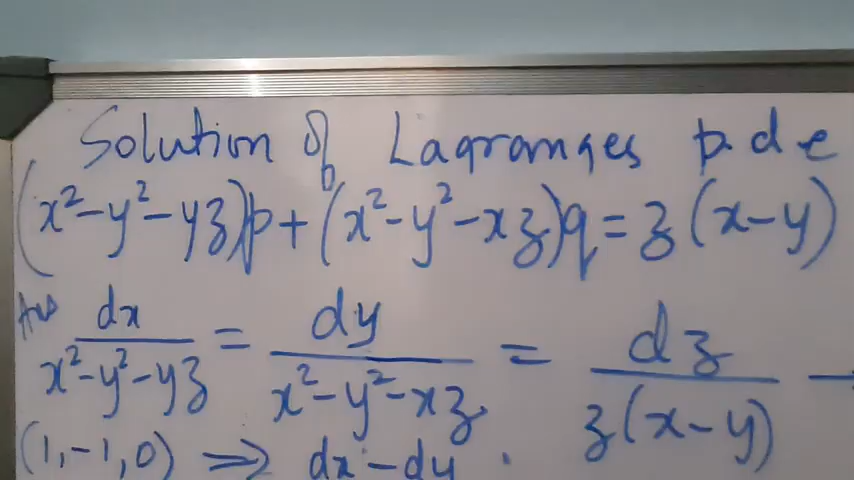 Solution of Lagranges p.d.e
(x²-y²-yz)p+(x²-y²-xz)q=z(x-y)
Ans dx/(x²-y²-yz) = dy/(x²-y²-xz) = dz/(z(x-y)) —
(1,-1,0) ⇒ dx-dy